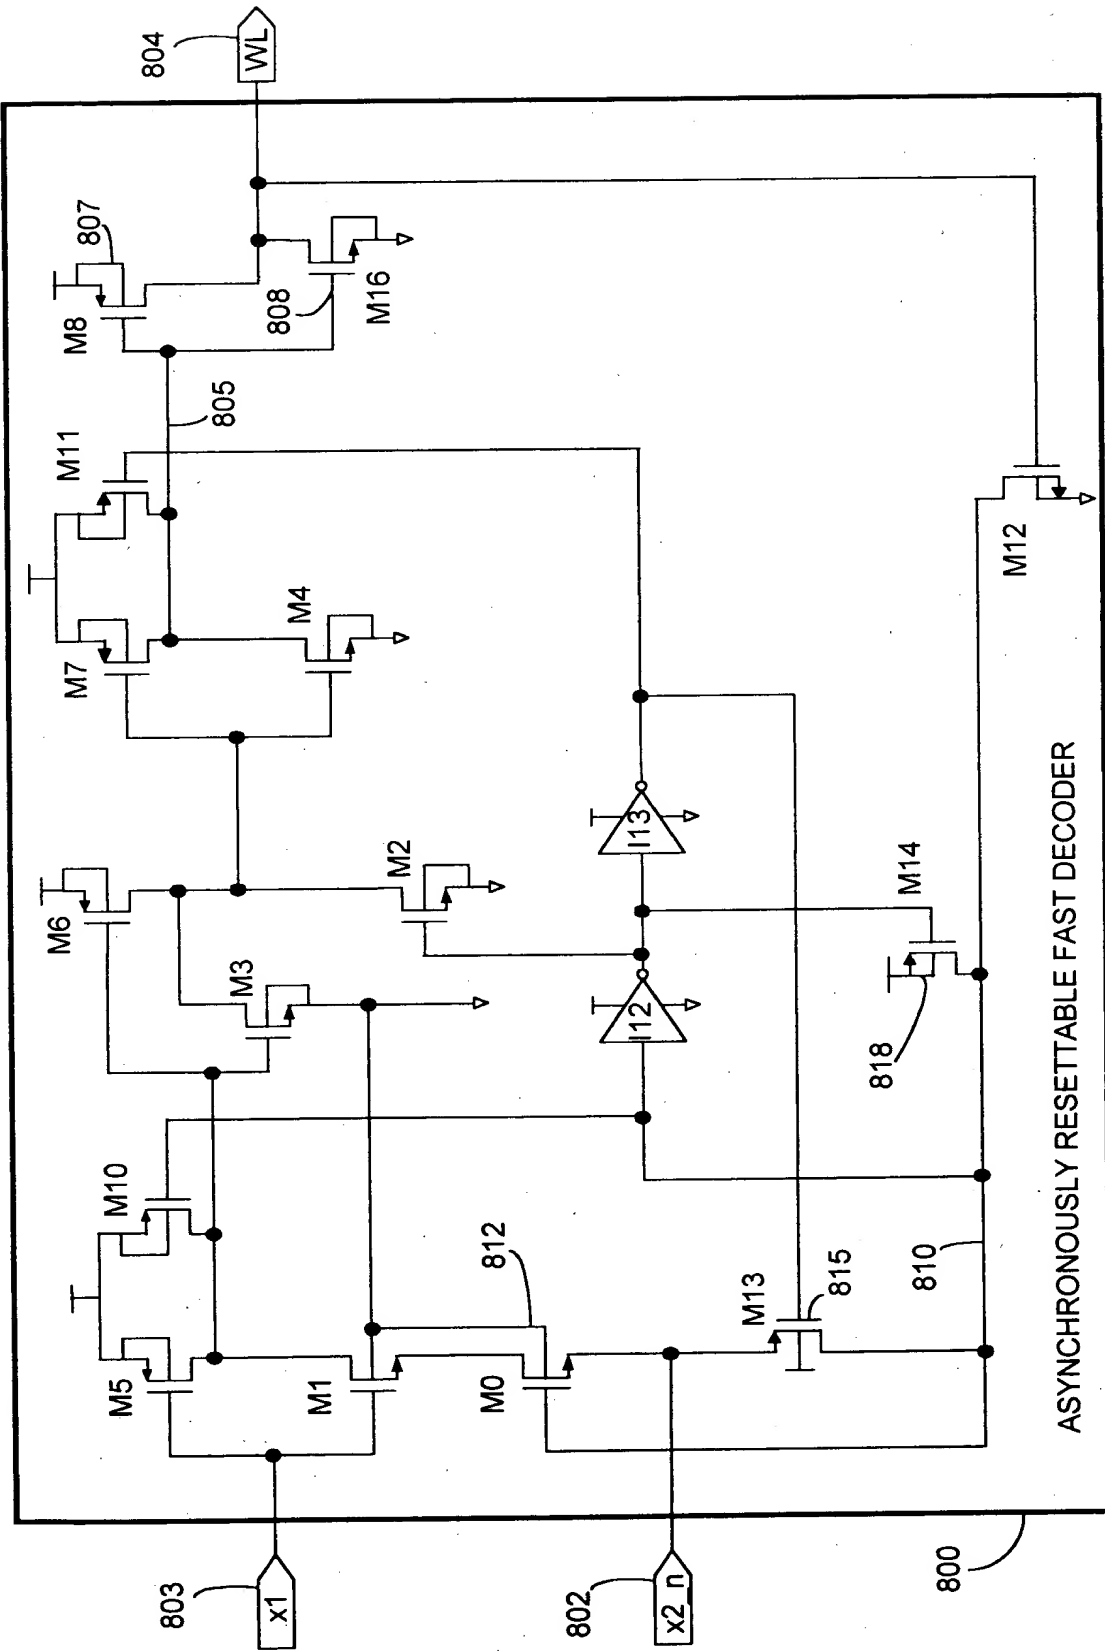 804
WL
807
M8
808
M16
805
M11
M7
M4
M6
M3
M2
I13
I12
M14
818
M12
M10
M5
M1
812
M0
M13
815
810
803
x1
802
x2_n
800
ASYNCHRONOUSLY RESETTABLE FAST DECODER